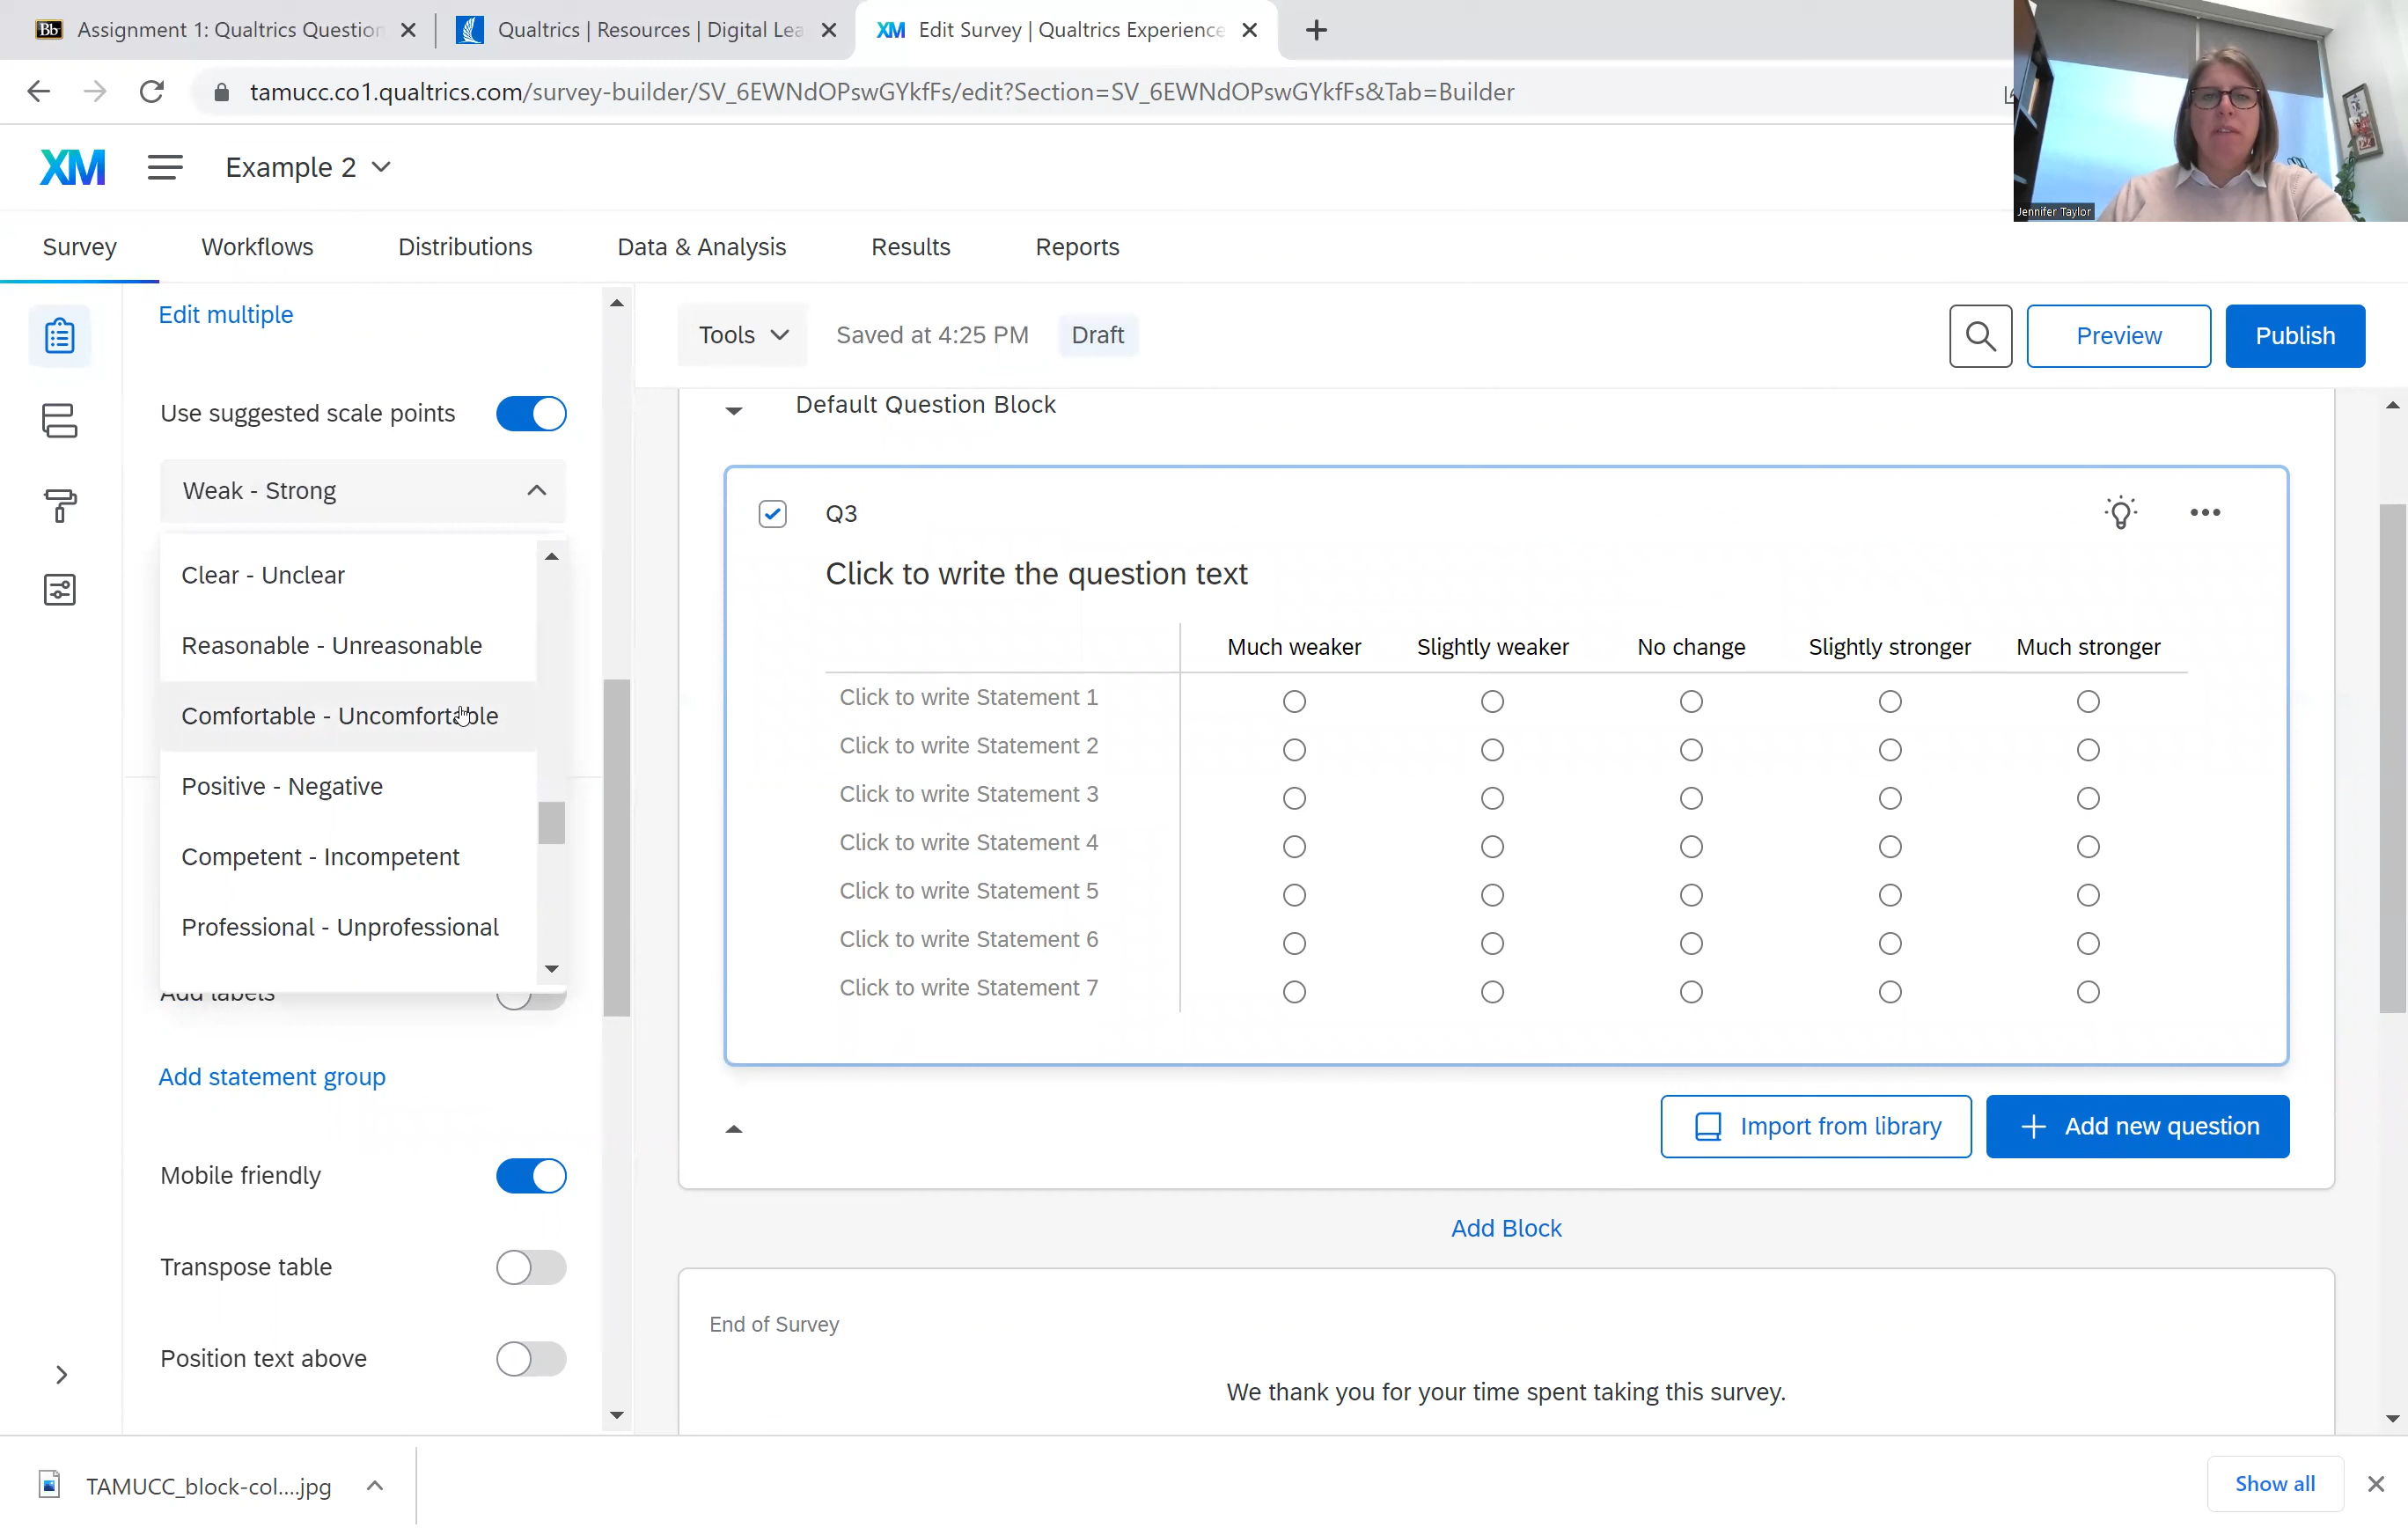 Bb Assignment 1: Qualtrics Question
Qualtrics | Resources | Digital Lea
XM Edit Survey | Qualtrics Experience
tamucc.co1.qualtrics.com/survey-builder/SV_6EWNdOPswGYkfFs/edit?Section=SV_6EWNdOPswGYkfFs&Tab=Builder
Jennifer Taylor
XM
Example 2
Survey
Workflows
Distributions
Data & Analysis
Results
Reports
Edit multiple
Use suggested scale points
Weak - Strong
Clear - Unclear
Reasonable - Unreasonable
Comfortable - Uncomfortable
Positive - Negative
Competent - Incompetent
Professional - Unprofessional
Add labels
Add statement group
Mobile friendly
Transpose table
Position text above
Tools
Saved at 4:25 PM
Draft
Preview
Publish
Default Question Block
Q3
Click to write the question text
Much weaker Slightly weaker No change Slightly stronger Much stronger
Click to write Statement 1
Click to write Statement 2
Click to write Statement 3
Click to write Statement 4
Click to write Statement 5
Click to write Statement 6
Click to write Statement 7
Import from library
Add new question
Add Block
End of Survey
We thank you for your time spent taking this survey.
TAMUCC_block-col....jpg
Show all